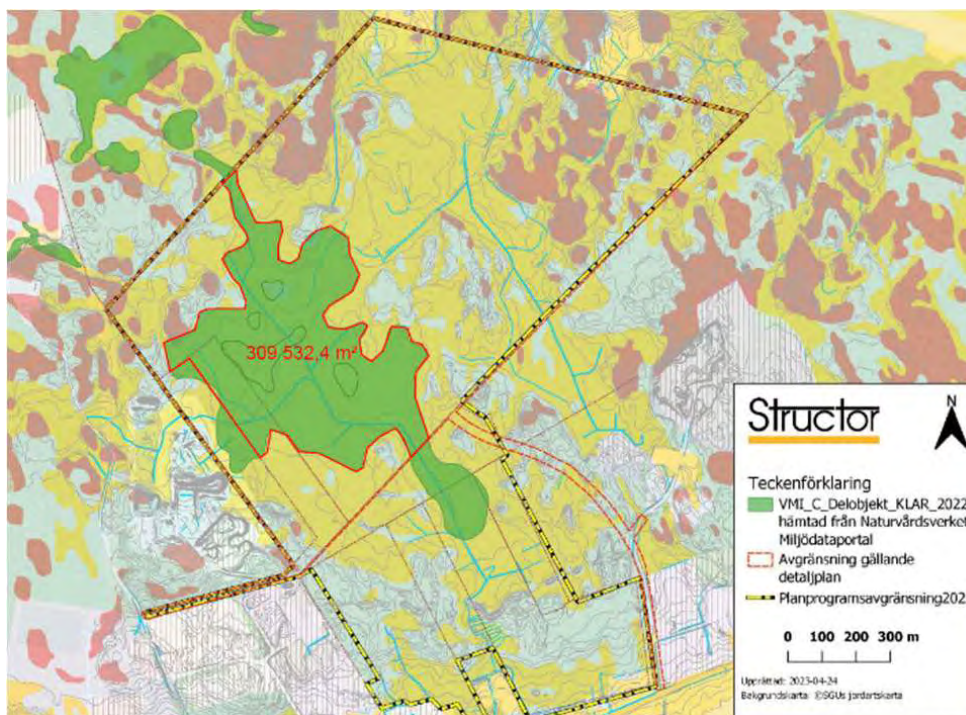 309 532,4 m²
Structor
N
Teckenförklaring
VMI_C_Delobjekt_KLAR_2022
hämtad från Naturvårdsverket
Miljödataportal
Avgränsning gällande
detaljplan
Planprogramsavgränsning202
0 100 200 300 m
Upprättad: 2023-04-24
Bakgrundskarta: ©SGUs jordartskarta